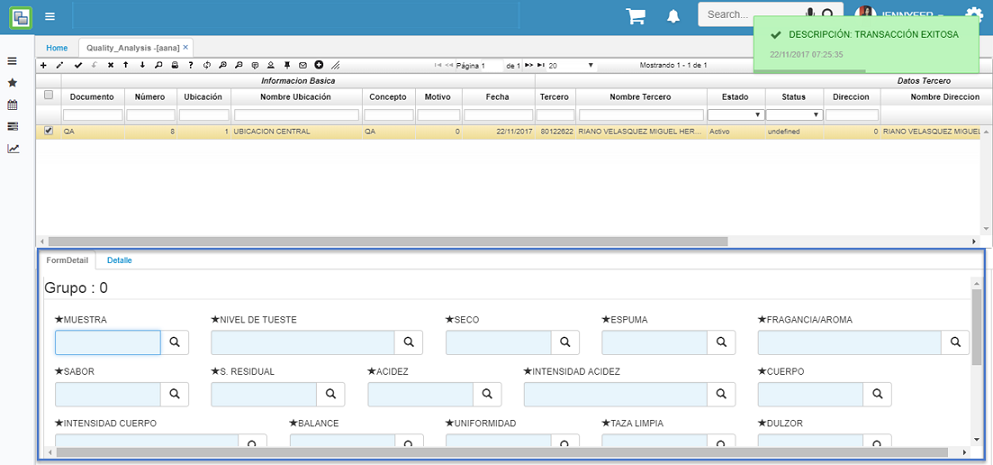 Search...
JENNYFER
DESCRIPCIÓN: TRANSACCIÓN EXITOSA
22/11/2017 07:25:35
Home
Quality_Analysis -[aana] ×
Página 1 de 1 20 Mostrando 1 - 1 de 1
Informacion Basica Datos Tercero
Documento Número Ubicación Nombre Ubicación Concepto Motivo Fecha Tercero Nombre Tercero Estado Status Direccion Nombre Direccion
QA 8 1 UBICACION CENTRAL QA 0 22/11/2017 80122622 RIANO VELASQUEZ MIGUEL HER... Activo undefined 0 RIANO VELASQUEZ MIGUEL
FormDetail Detalle
Grupo : 0
★MUESTRA ★NIVEL DE TUESTE ★SECO ★ESPUMA ★FRAGANCIA/AROMA
★SABOR ★S. RESIDUAL ★ACIDEZ ★INTENSIDAD ACIDEZ ★CUERPO
★INTENSIDAD CUERPO ★BALANCE ★UNIFORMIDAD ★TAZA LIMPIA ★DULZOR